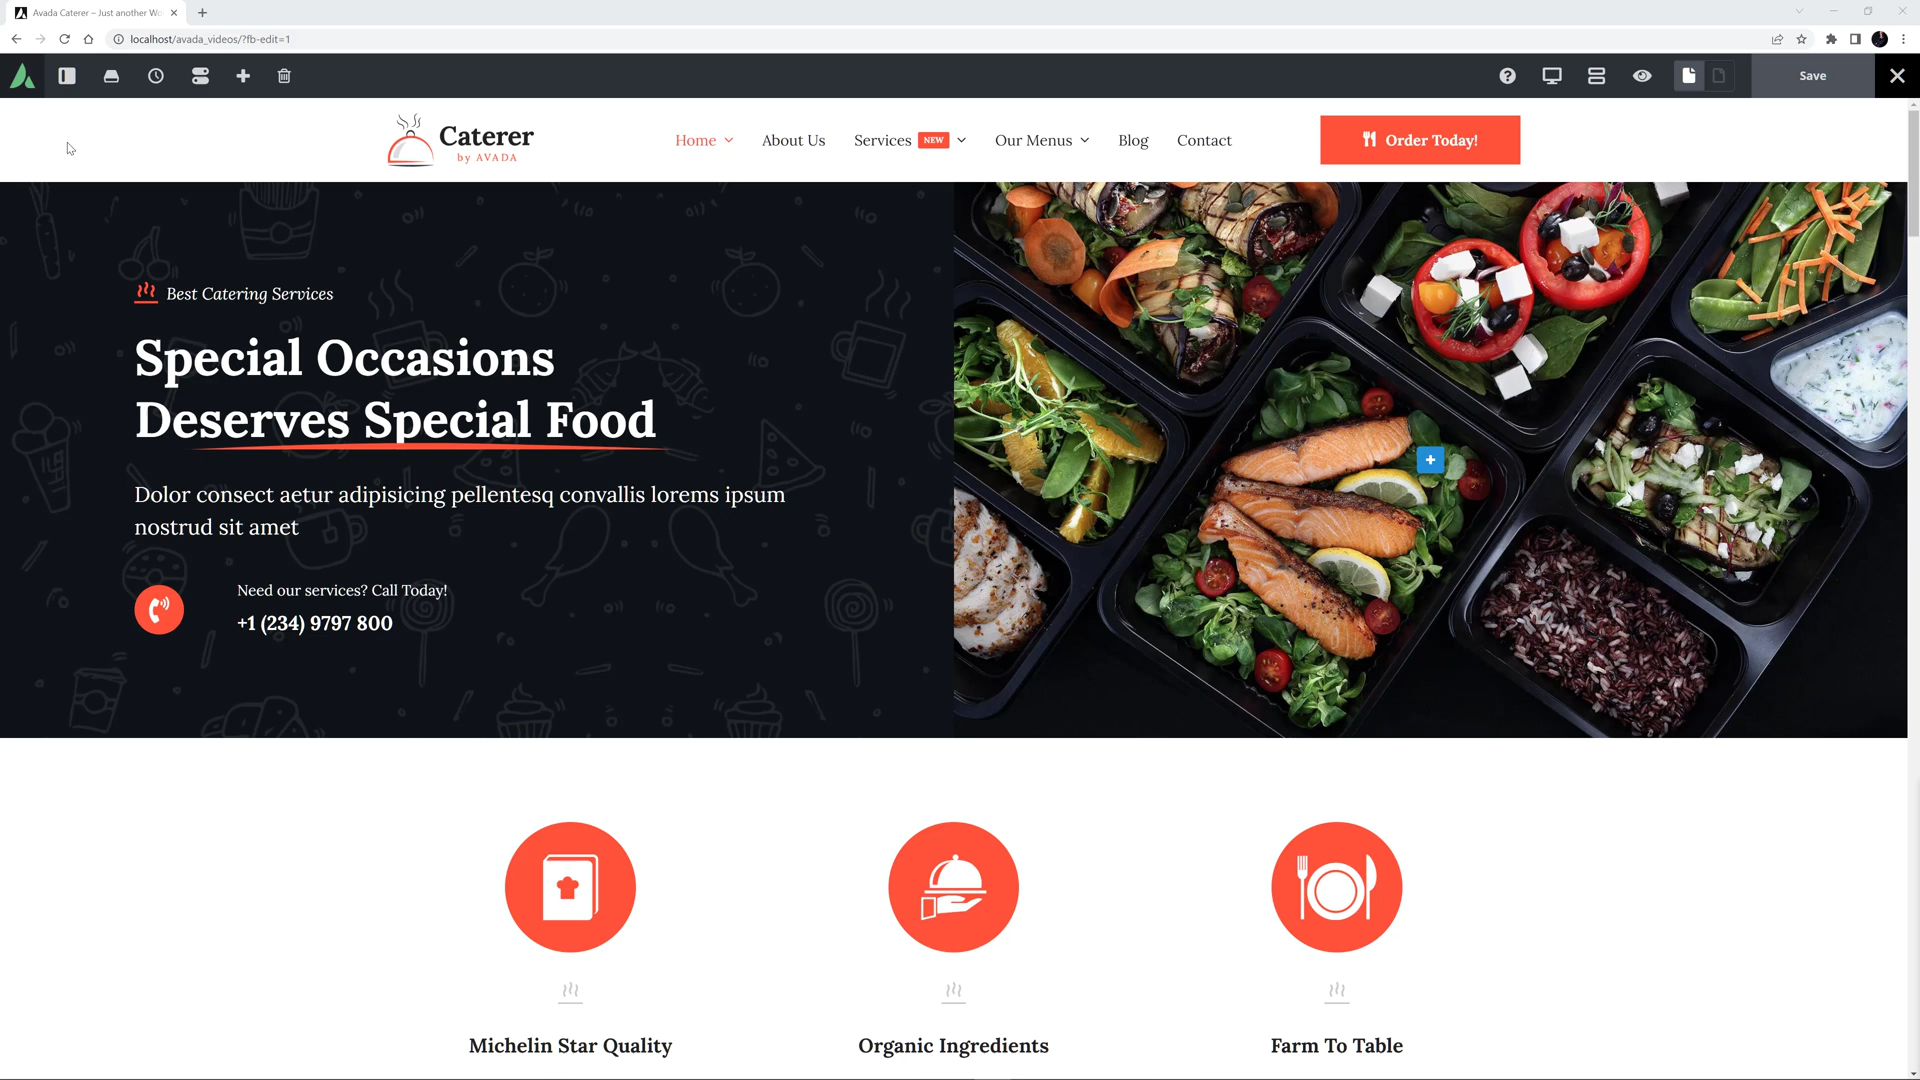 Avada Caterer – Just another Wo
localhost/avada_videos/?fb-edit=1
Save
Caterer
by AVADA
Home
About Us
Services NEW
Our Menus
Blog
Contact
Order Today!
Best Catering Services
Special Occasions
Deserves Special Food
Dolor consect aetur adipisicing pellentesq convallis lorems ipsum
nostrud sit amet
Need our services? Call Today!
+1 (234) 9797 800
Michelin Star Quality
Organic Ingredients
Farm To Table